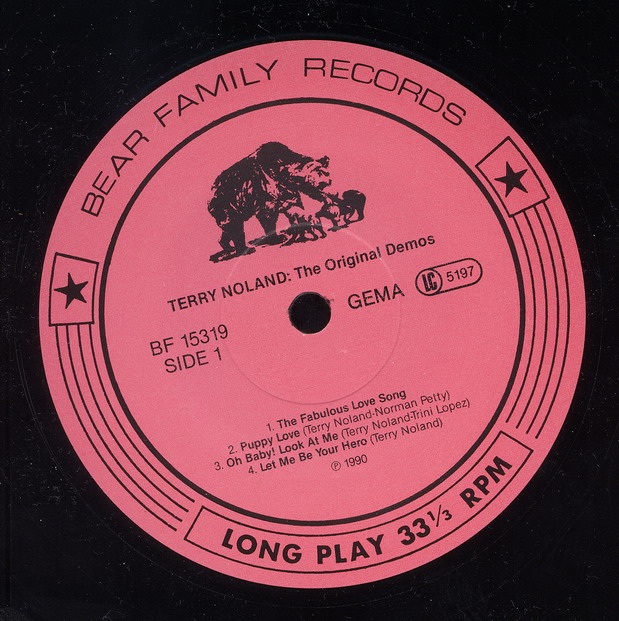 BEAR FAMILY RECORDS
TERRY NOLAND: The Original Demos
BF 15319
SIDE 1
GEMA LC 5197
1. The Fabulous Love Song
2. Puppy Love (Terry Noland-Norman Petty)
3. Oh Baby! Look At Me (Terry Noland-Trini Lopez)
4. Let Me Be Your Hero (Terry Noland)
℗ 1990
LONG PLAY 33 1/3 RPM